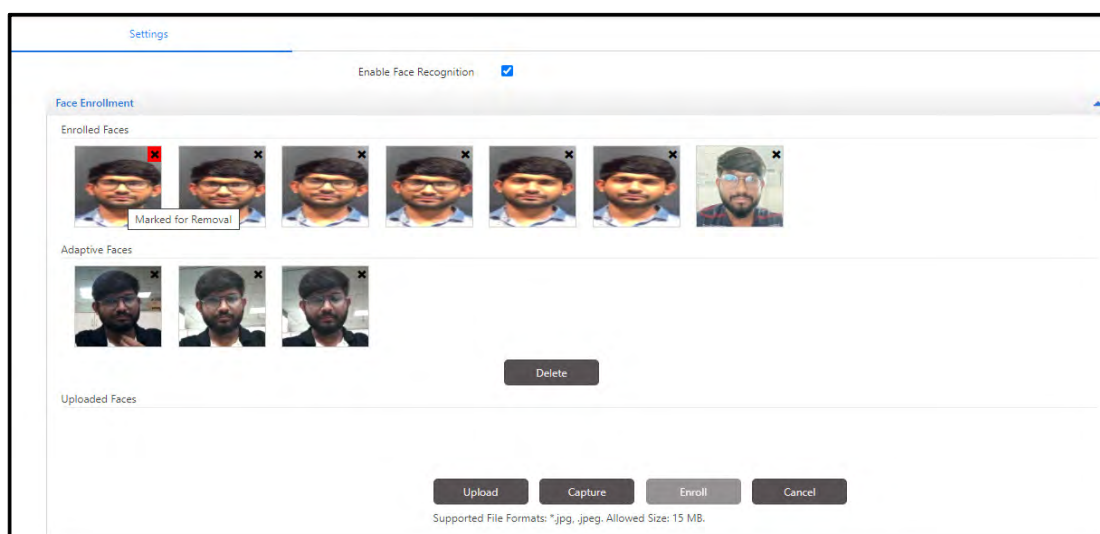 Settings
Enable Face Recognition
Face Enrollment
Enrolled Faces
Marked for Removal
Adaptive Faces
Delete
Uploaded Faces
Upload Capture Enroll Cancel
Supported File Formats: *.jpg, .jpeg. Allowed Size: 15 MB.